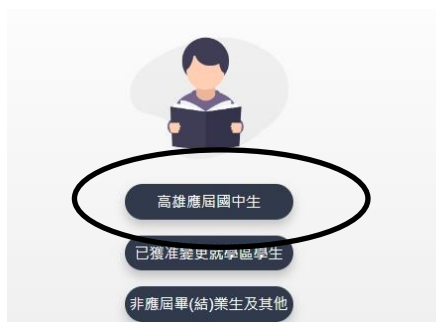 高雄應屆國中生
已獲准變更就學區學生
非應屆畢(結)業生及其他